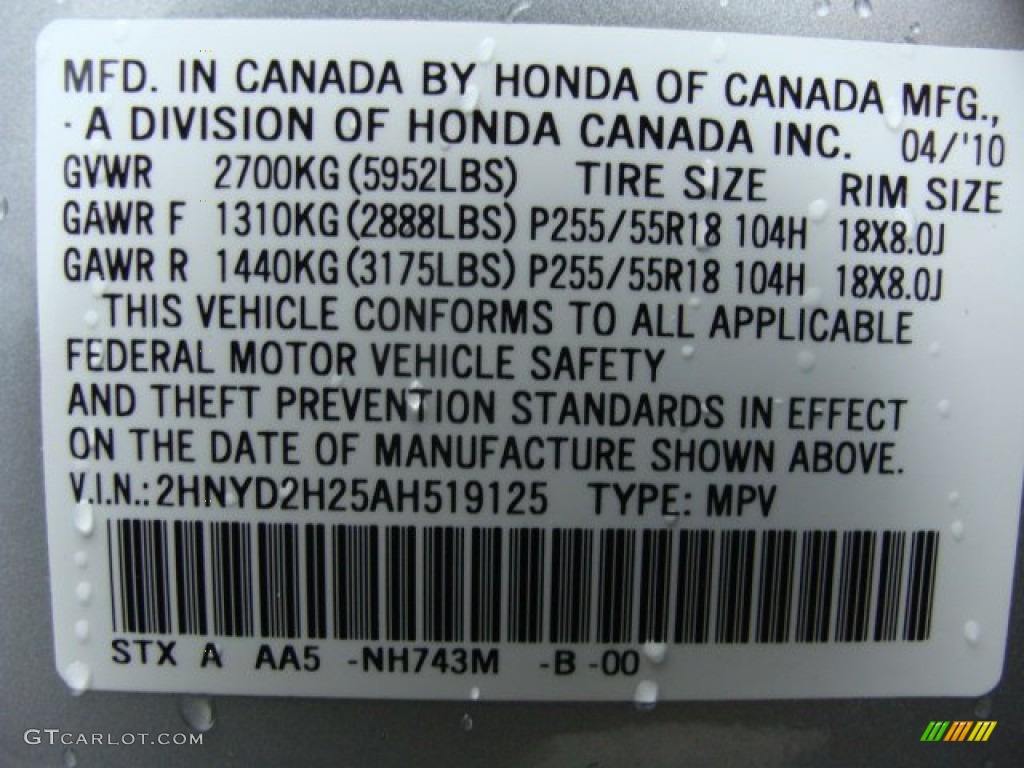 MFD. IN CANADA BY HONDA OF CANADA MFG.,
- A DIVISION OF HONDA CANADA INC. 04/'10
GVWR 2700KG (5952LBS) TIRE SIZE RIM SIZE
GAWR F 1310KG (2888LBS) P255/55R18 104H 18X8.0J
GAWR R 1440KG (3175LBS) P255/55R18 104H 18X8.0J
THIS VEHICLE CONFORMS TO ALL APPLICABLE
FEDERAL MOTOR VEHICLE SAFETY
AND THEFT PREVENTION STANDARDS IN EFFECT
ON THE DATE OF MANUFACTURE SHOWN ABOVE.
V.I.N.: 2HNYD2H25AH519125 TYPE: MPV
STX A AA5 -NH743M -B -00
GTCARLOT.COM